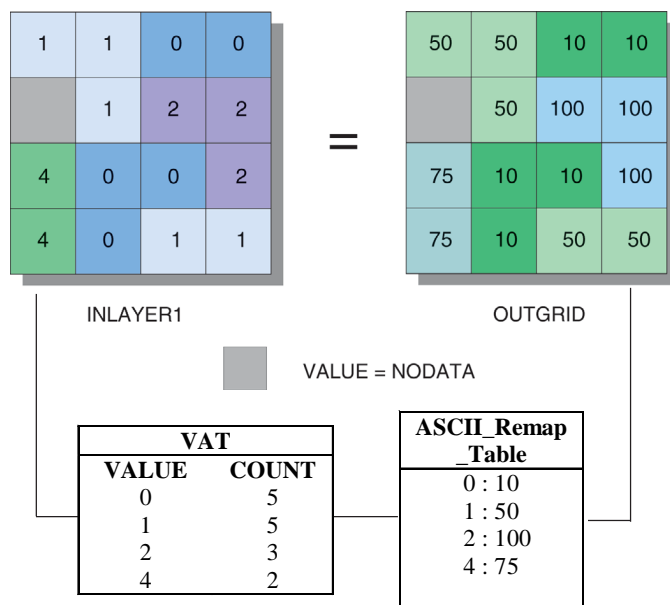 1 1 0 0
1 2 2
4 0 0 2
4 0 1 1
=
50 50 10 10
50 100 100
75 10 10 100
75 10 50 50
INLAYER1
OUTGRID
VALUE = NODATA
VAT
VALUE COUNT
0 5
1 5
2 3
4 2
ASCII_Remap
_Table
0 : 10
1 : 50
2 : 100
4 : 75